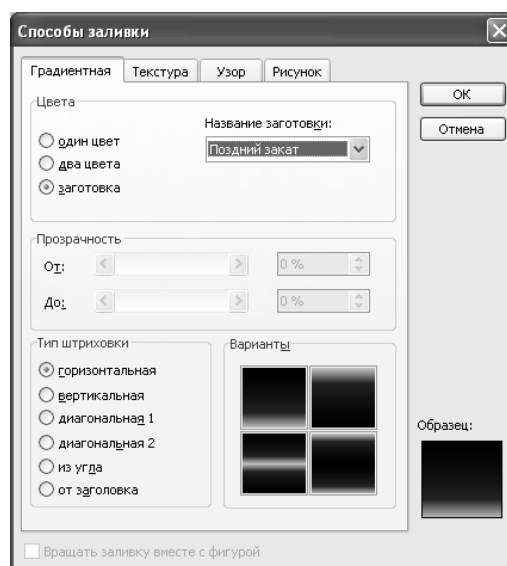 Способы заливки
Градиентная
Текстура
Узор
Рисунок
ОК
Отмена
Цвета
один цвет
два цвета
заготовка
Название заготовки:
Поздний закат
Прозрачность
От:
0 %
До:
0 %
Тип штриховки
горизонтальная
вертикальная
диагональная 1
диагональная 2
из угла
от заголовка
Варианты
Образец:
Вращать заливку вместе с фигурой